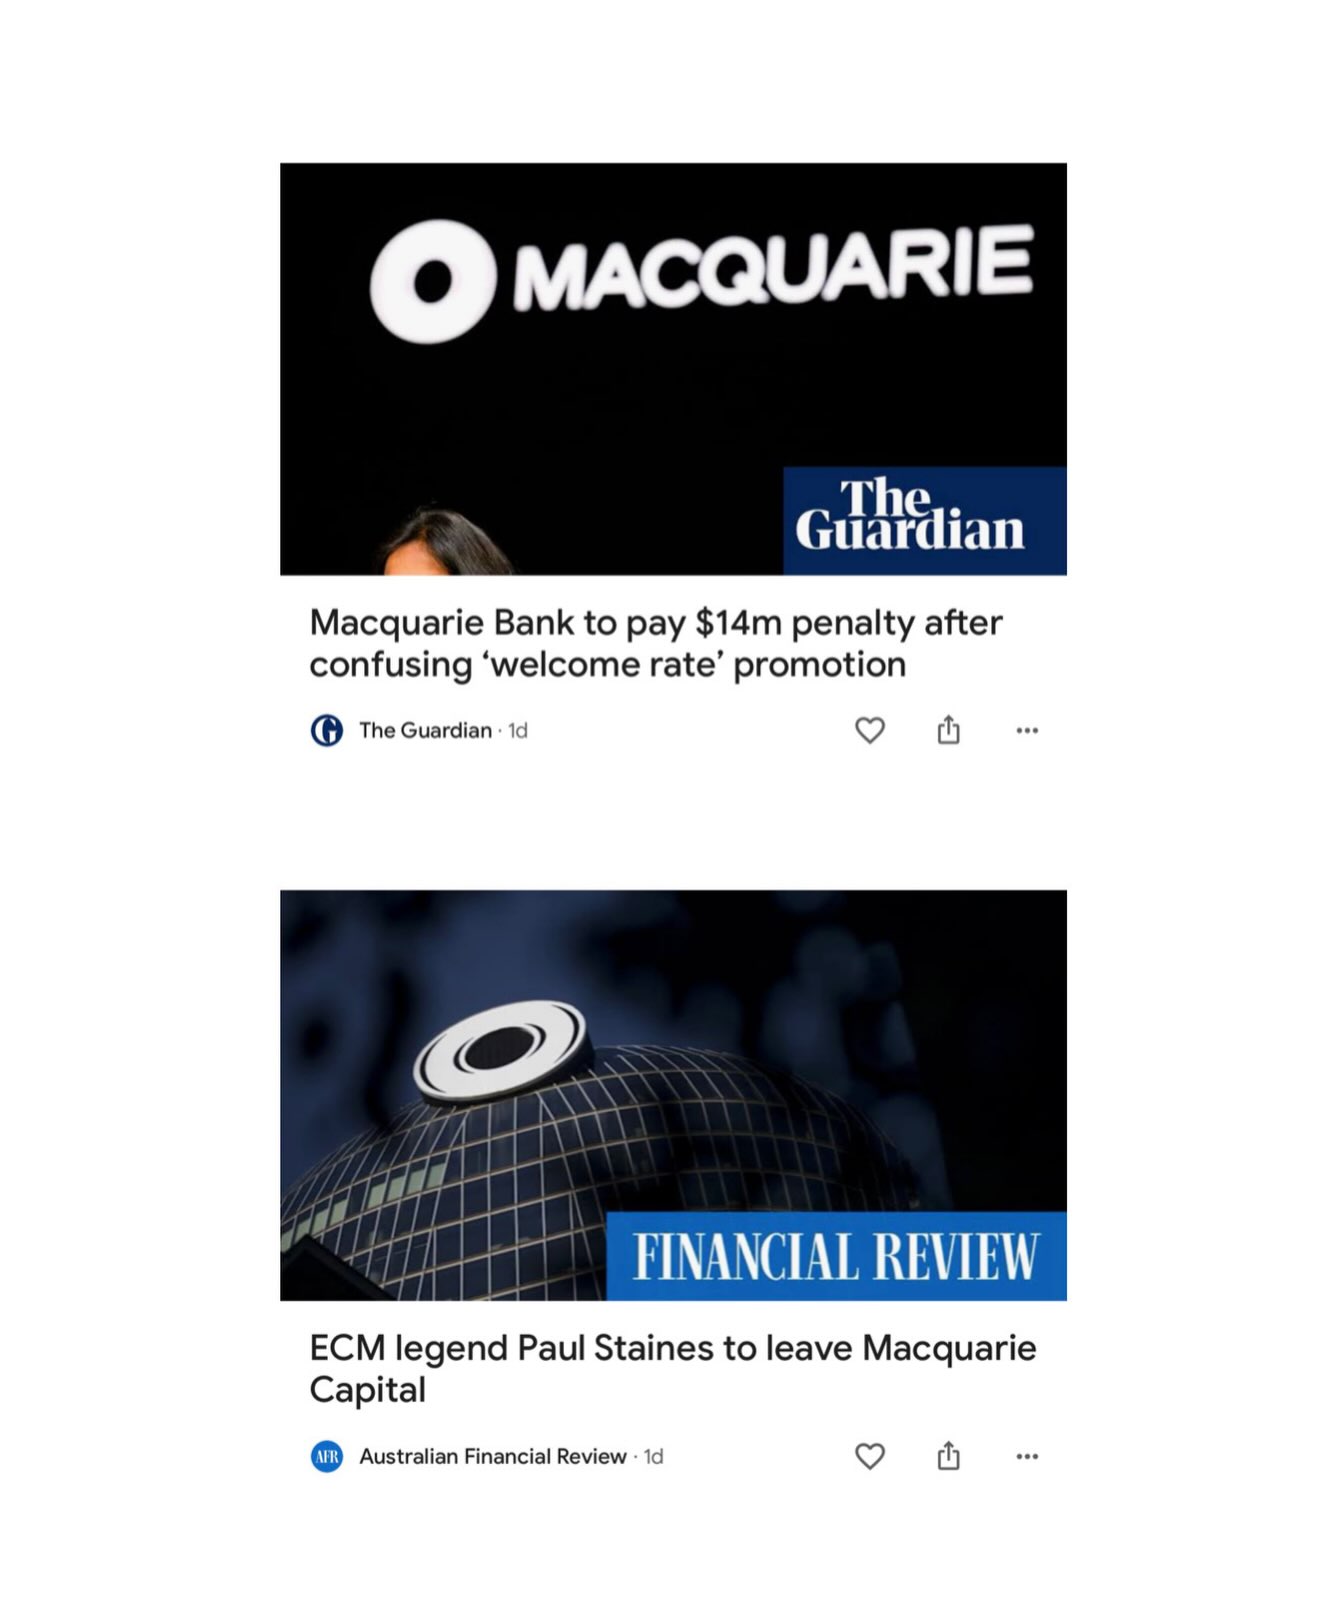 MACQUARIE
The
Guardian
Macquarie Bank to pay $14m penalty after
confusing ‘welcome rate’ promotion
The Guardian · 1d
FINANCIAL REVIEW
ECM legend Paul Staines to leave Macquarie
Capital
AFR Australian Financial Review · 1d